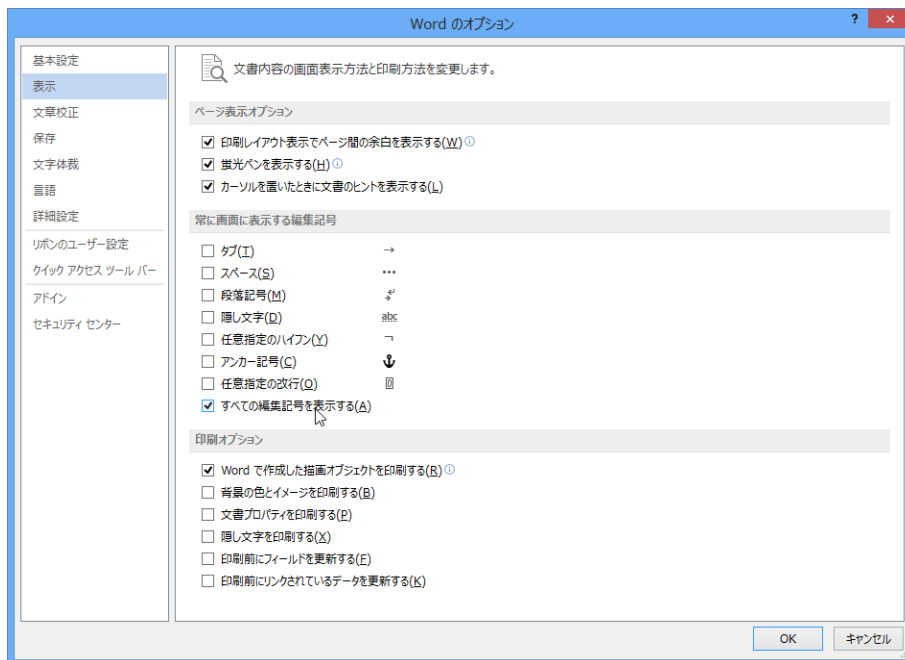 Word のオプション
? ×
基本設定
表示
文章校正
保存
文字体裁
言語
詳細設定
リボンのユーザー設定
クイック アクセス ツール バー
アドイン
セキュリティ センター
文書内容の画面表示方法と印刷方法を変更します。
ページ表示オプション
印刷レイアウト表示でページ間の余白を表示する(W)
蛍光ペンを表示する(H)
カーソルを置いたときに文書のヒントを表示する(L)
常に画面に表示する編集記号
タブ(T) →
スペース(S) •••
段落記号(M)
隠し文字(D) abc
任意指定のハイフン(Y) ¬
アンカー記号(C)
任意指定の改行(O)
すべての編集記号を表示する(A)
印刷オプション
Word で作成した描画オブジェクトを印刷する(R)
背景の色とイメージを印刷する(B)
文書プロパティを印刷する(P)
隠し文字を印刷する(X)
印刷前にフィールドを更新する(F)
印刷前にリンクされているデータを更新する(K)
OK キャンセル